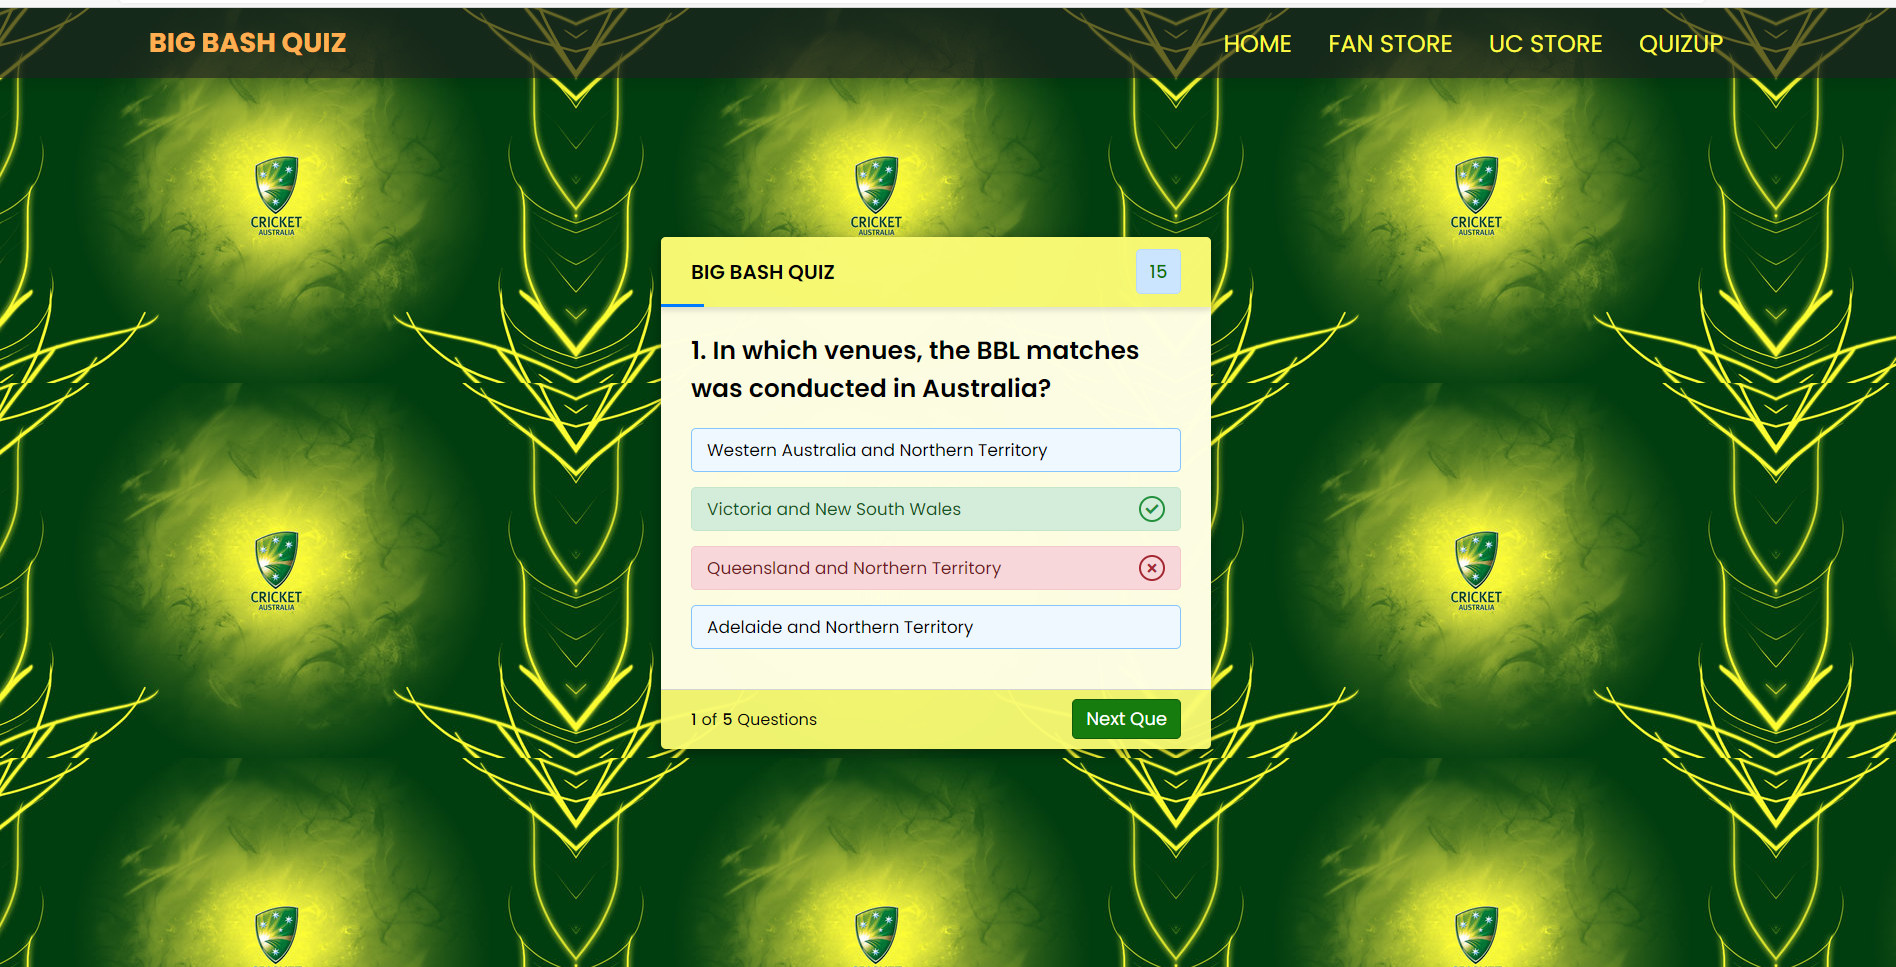 BIG BASH QUIZ
HOME FAN STORE UC STORE QUIZUP
CRICKET
AUSTRALIA
CRICKET
AUSTRALIA
CRICKET
AUSTRALIA
BIG BASH QUIZ 15
1. In which venues, the BBL matches
was conducted in Australia?
Western Australia and Northern Territory
Victoria and New South Wales
Queensland and Northern Territory
Adelaide and Northern Territory
CRICKET
AUSTRALIA
CRICKET
AUSTRALIA
1 of 5 Questions Next Que